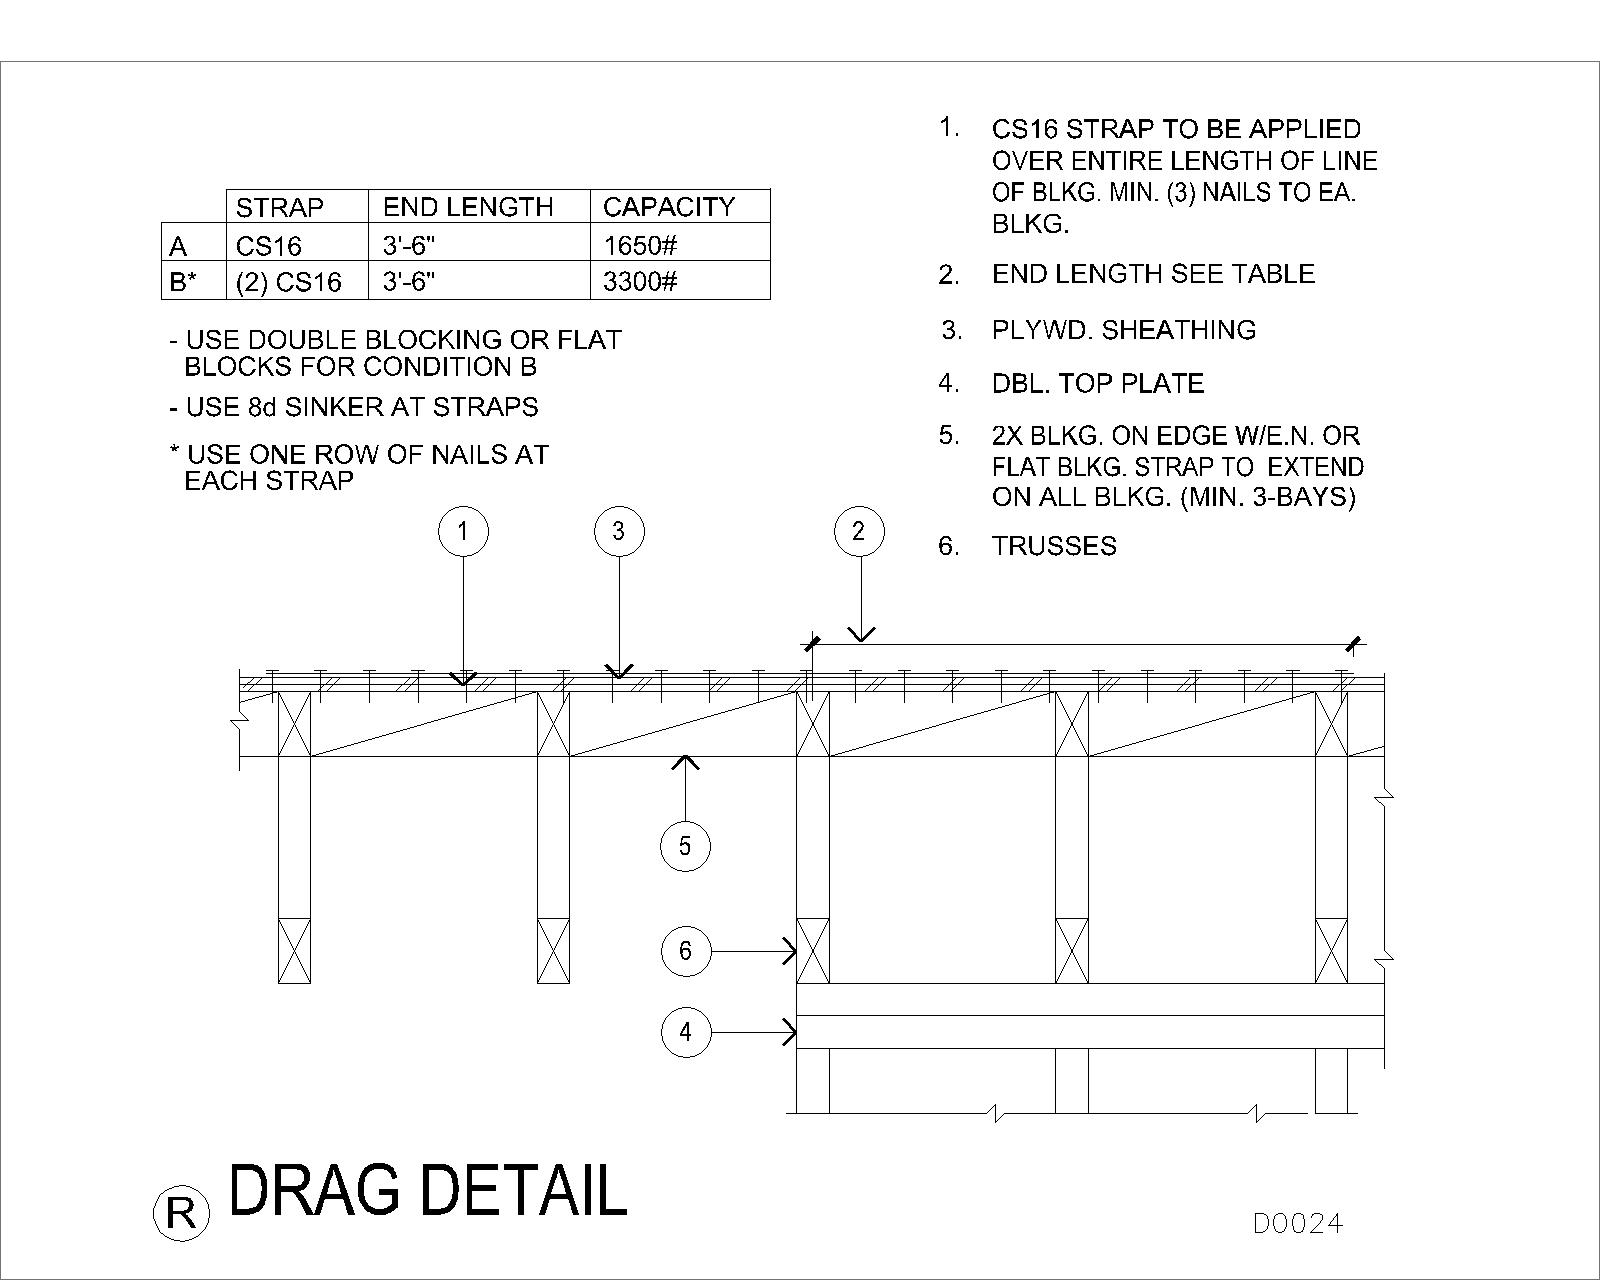 STRAP END LENGTH CAPACITY
A CS16 3'-6" 1650#
B* (2) CS16 3'-6" 3300#
- USE DOUBLE BLOCKING OR FLAT
BLOCKS FOR CONDITION B
- USE 8d SINKER AT STRAPS
* USE ONE ROW OF NAILS AT
EACH STRAP
1. CS16 STRAP TO BE APPLIED
OVER ENTIRE LENGTH OF LINE
OF BLKG. MIN. (3) NAILS TO EA.
BLKG.
2. END LENGTH SEE TABLE
3. PLYWD. SHEATHING
4. DBL. TOP PLATE
5. 2X BLKG. ON EDGE W/E.N. OR
FLAT BLKG. STRAP TO EXTEND
ON ALL BLKG. (MIN. 3-BAYS)
6. TRUSSES
1
3
2
5
6
4
R DRAG DETAIL
D0024